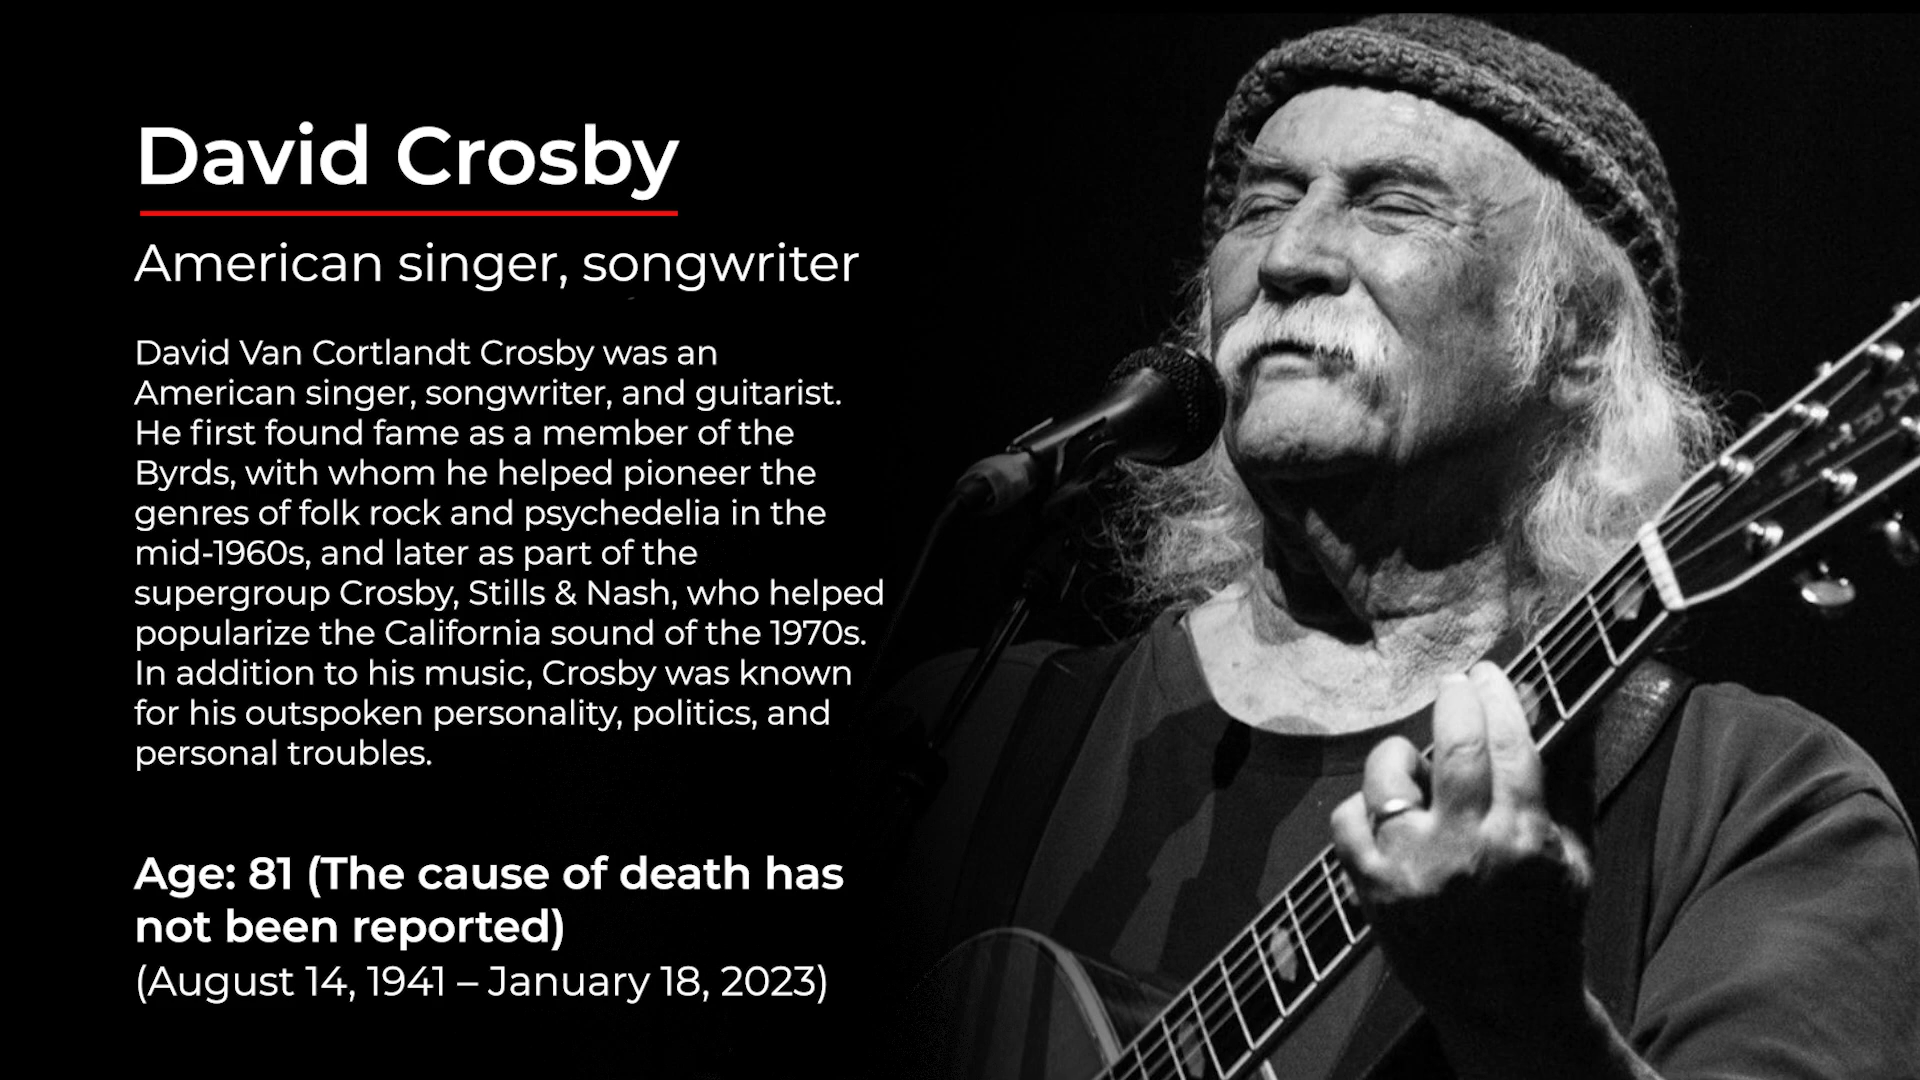 David Crosby
American singer, songwriter
David Van Cortlandt Crosby was an
American singer, songwriter, and guitarist.
He first found fame as a member of the
Byrds, with whom he helped pioneer the
genres of folk rock and psychedelia in the
mid-1960s, and later as part of the
supergroup Crosby, Stills & Nash, who helped
popularize the California sound of the 1970s.
In addition to his music, Crosby was known
for his outspoken personality, politics, and
personal troubles.
Age: 81 (The cause of death has
not been reported)
(August 14, 1941 – January 18, 2023)